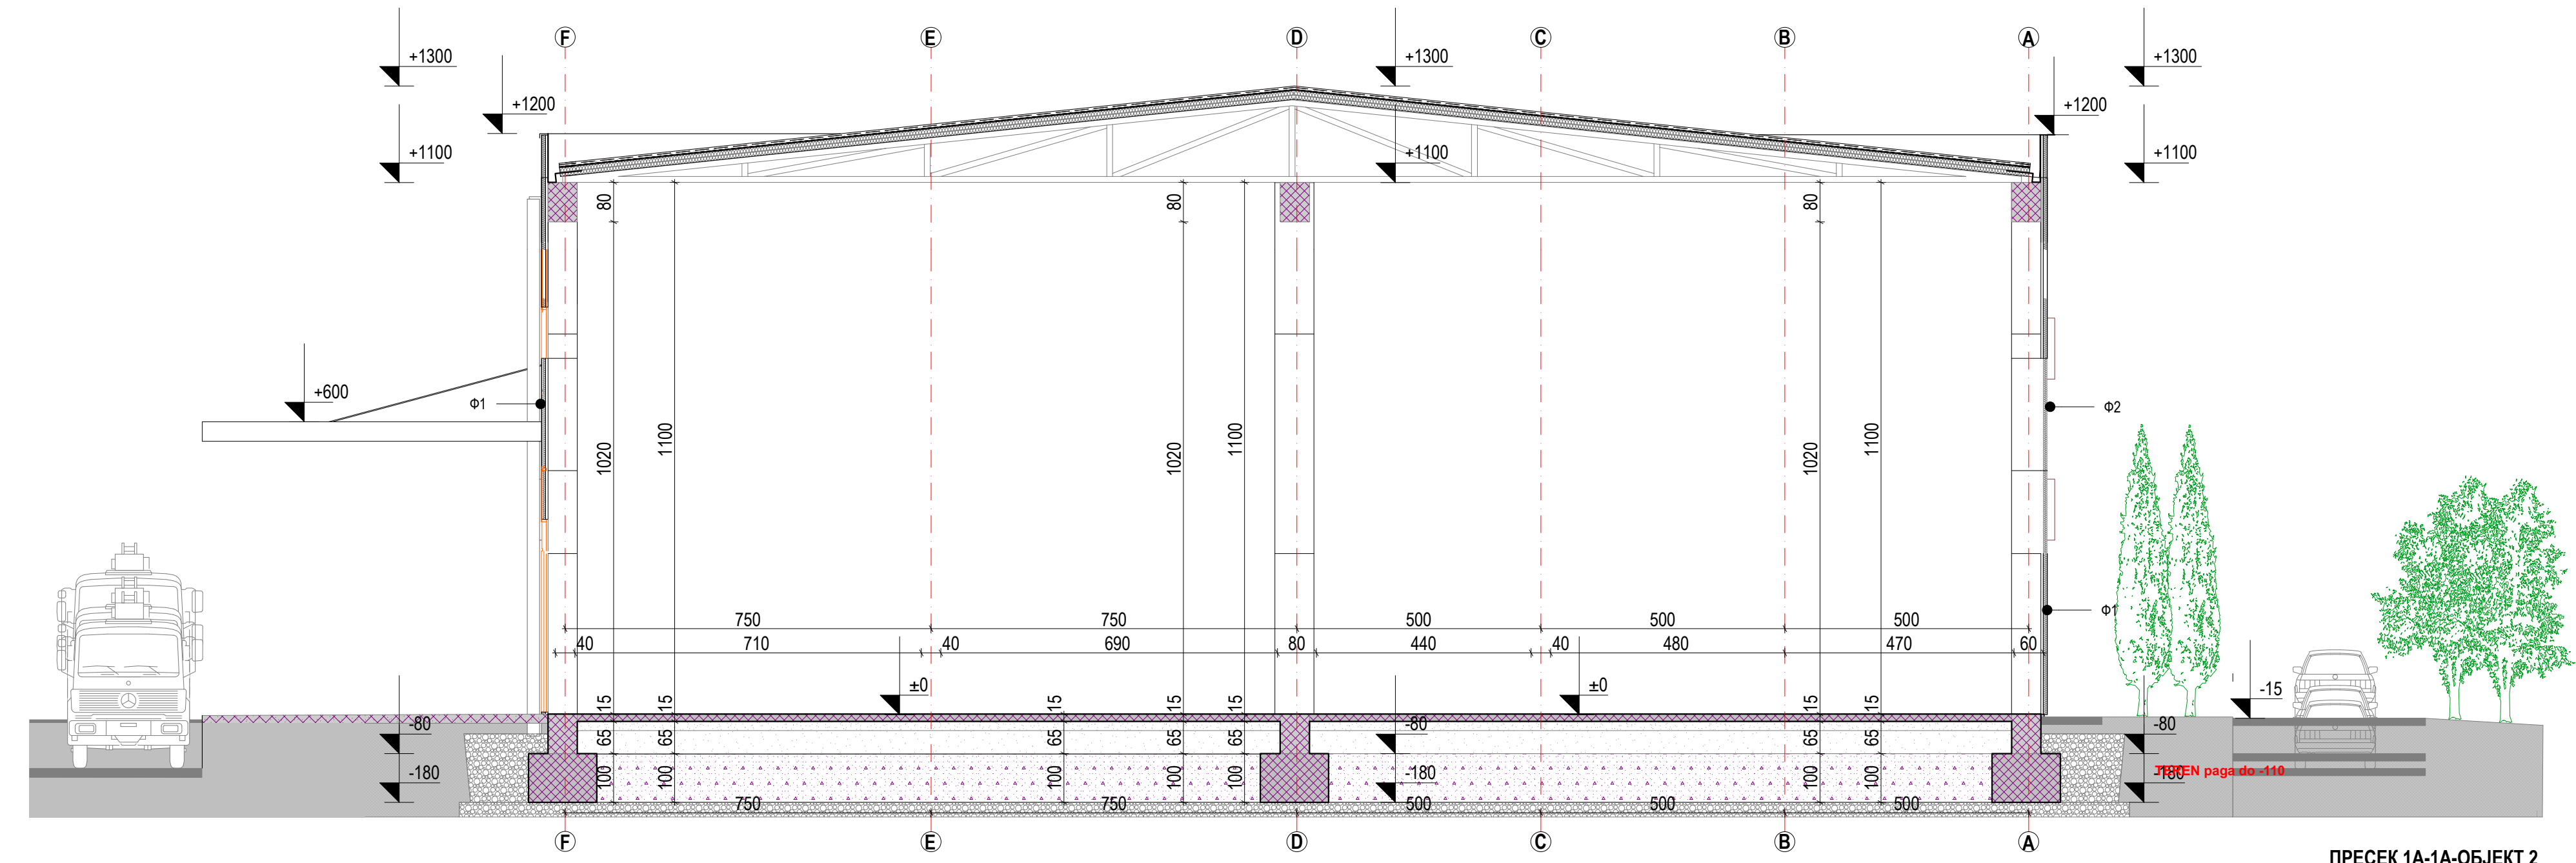 F E D C B A
+1300 +1300 +1300
+1200 +1200
+1100 +1100 +1100
80 80 80
+600
Φ1 Φ2
1020 1100 1020 1100 1020 1100
Φ1
750 750 500 500 500
40 710 40 690 80 440 40 480 470 60
±0 ±0
-15
15 15 15 15 15 15 15
-80 -80 -80
65 65 65 65 65 65 65
-180 -180 -180
TEREN paga do -110
100 100 100 100 100 100 100
750 750 500 500 500
F E D C B A
ПРЕСЕК 1А-1А-ОБЈЕКТ 2